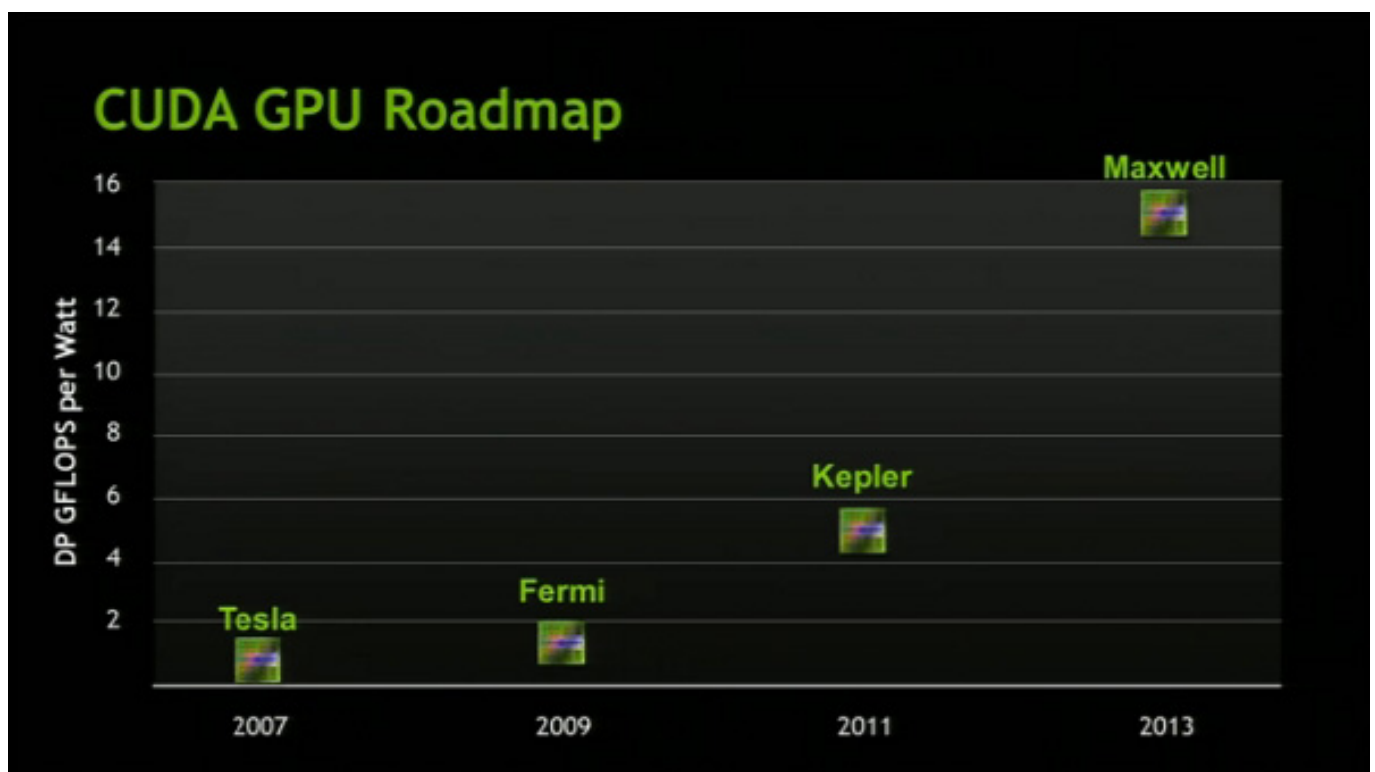 CUDA GPU Roadmap
DP GFLOPS per Watt
16
14
12
10
8
6
4
2
Maxwell
Kepler
Fermi
Tesla
2007 2009 2011 2013